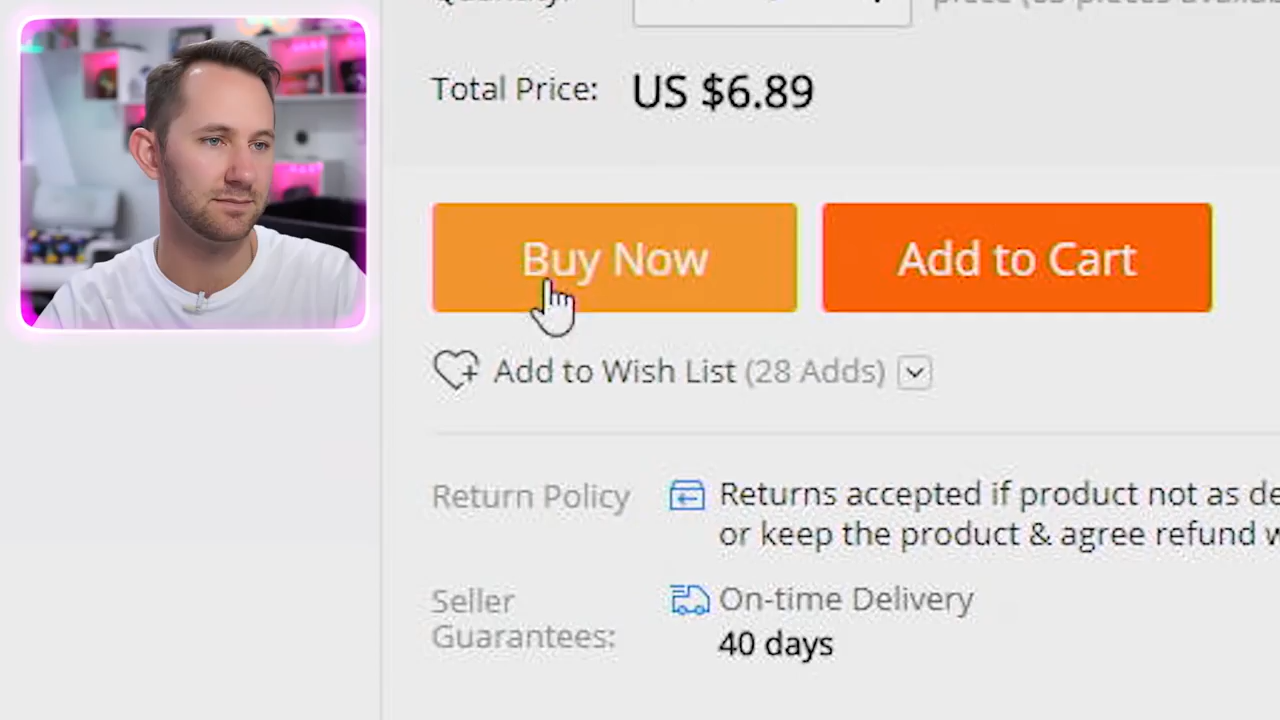 Total Price: US $6.89
Buy Now Add to Cart
Add to Wish List (28 Adds)
Return Policy Returns accepted if product not as
or keep the product & agree refund
Seller On-time Delivery
Guarantees: 40 days